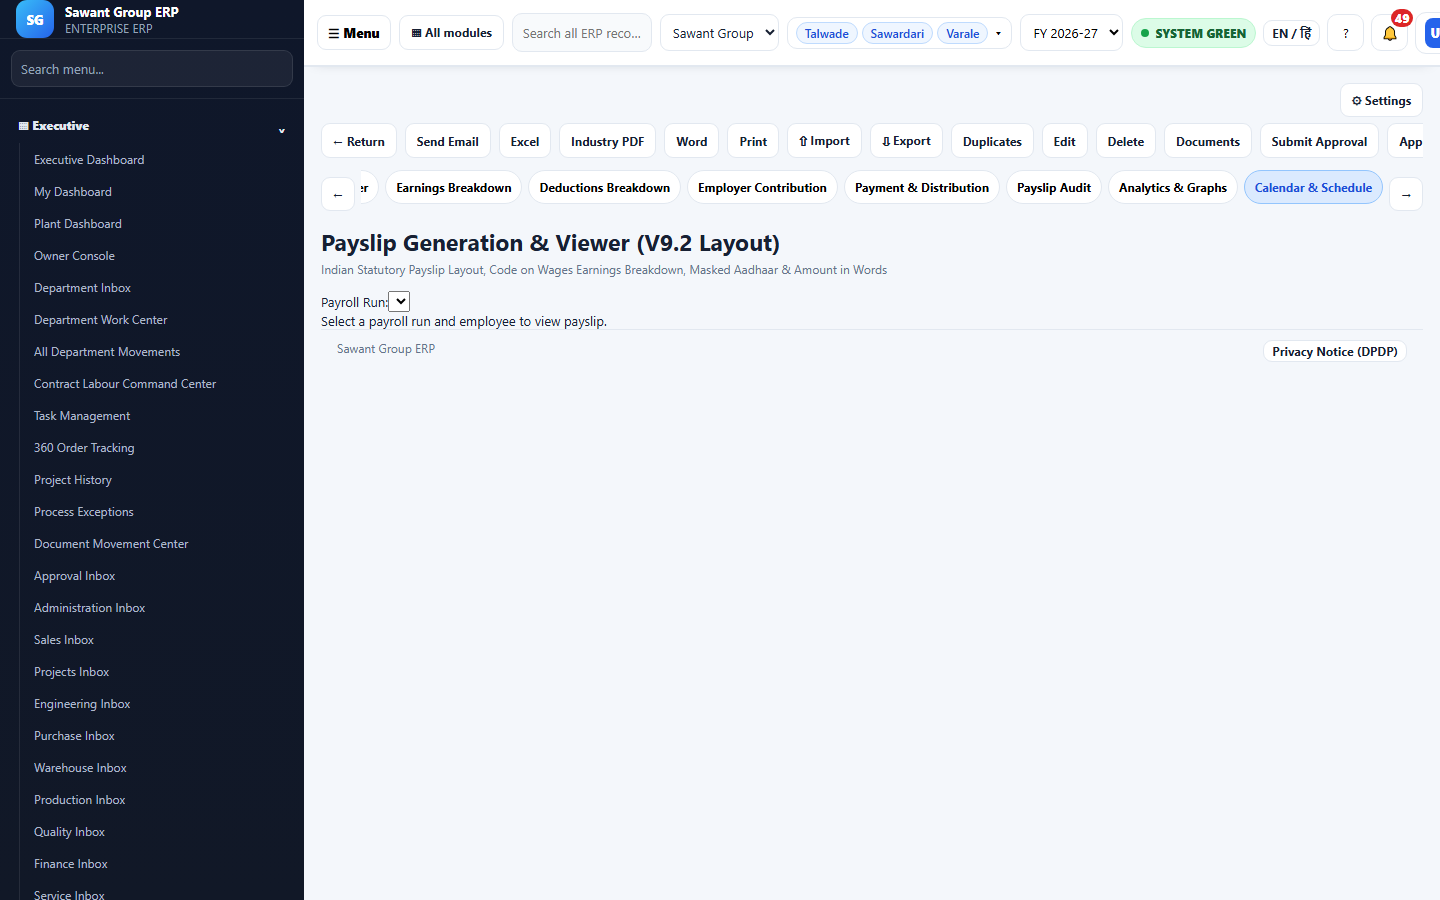 SG
Sawant Group ERP
ENTERPRISE ERP
Search menu...
Executive
Executive Dashboard
My Dashboard
Plant Dashboard
Owner Console
Department Inbox
Department Work Center
All Department Movements
Contract Labour Command Center
Task Management
360 Order Tracking
Project History
Process Exceptions
Document Movement Center
Approval Inbox
Administration Inbox
Sales Inbox
Projects Inbox
Engineering Inbox
Purchase Inbox
Warehouse Inbox
Production Inbox
Quality Inbox
Finance Inbox
Service Inbox
☰ Menu
All modules
Search all ERP reco...
Sawant Group
Talwade
Sawardari
Varale
FY 2026-27
SYSTEM GREEN
EN / हिं
?
49
U
⚙ Settings
← Return
Send Email
Excel
Industry PDF
Word
Print
⇧ Import
⇩ Export
Duplicates
Edit
Delete
Documents
Submit Approval
App
←
er
Earnings Breakdown
Deductions Breakdown
Employer Contribution
Payment & Distribution
Payslip Audit
Analytics & Graphs
Calendar & Schedule
→
Payslip Generation & Viewer (V9.2 Layout)
Indian Statutory Payslip Layout, Code on Wages Earnings Breakdown, Masked Aadhaar & Amount in Words
Payroll Run:
Select a payroll run and employee to view payslip.
Sawant Group ERP
Privacy Notice (DPDP)